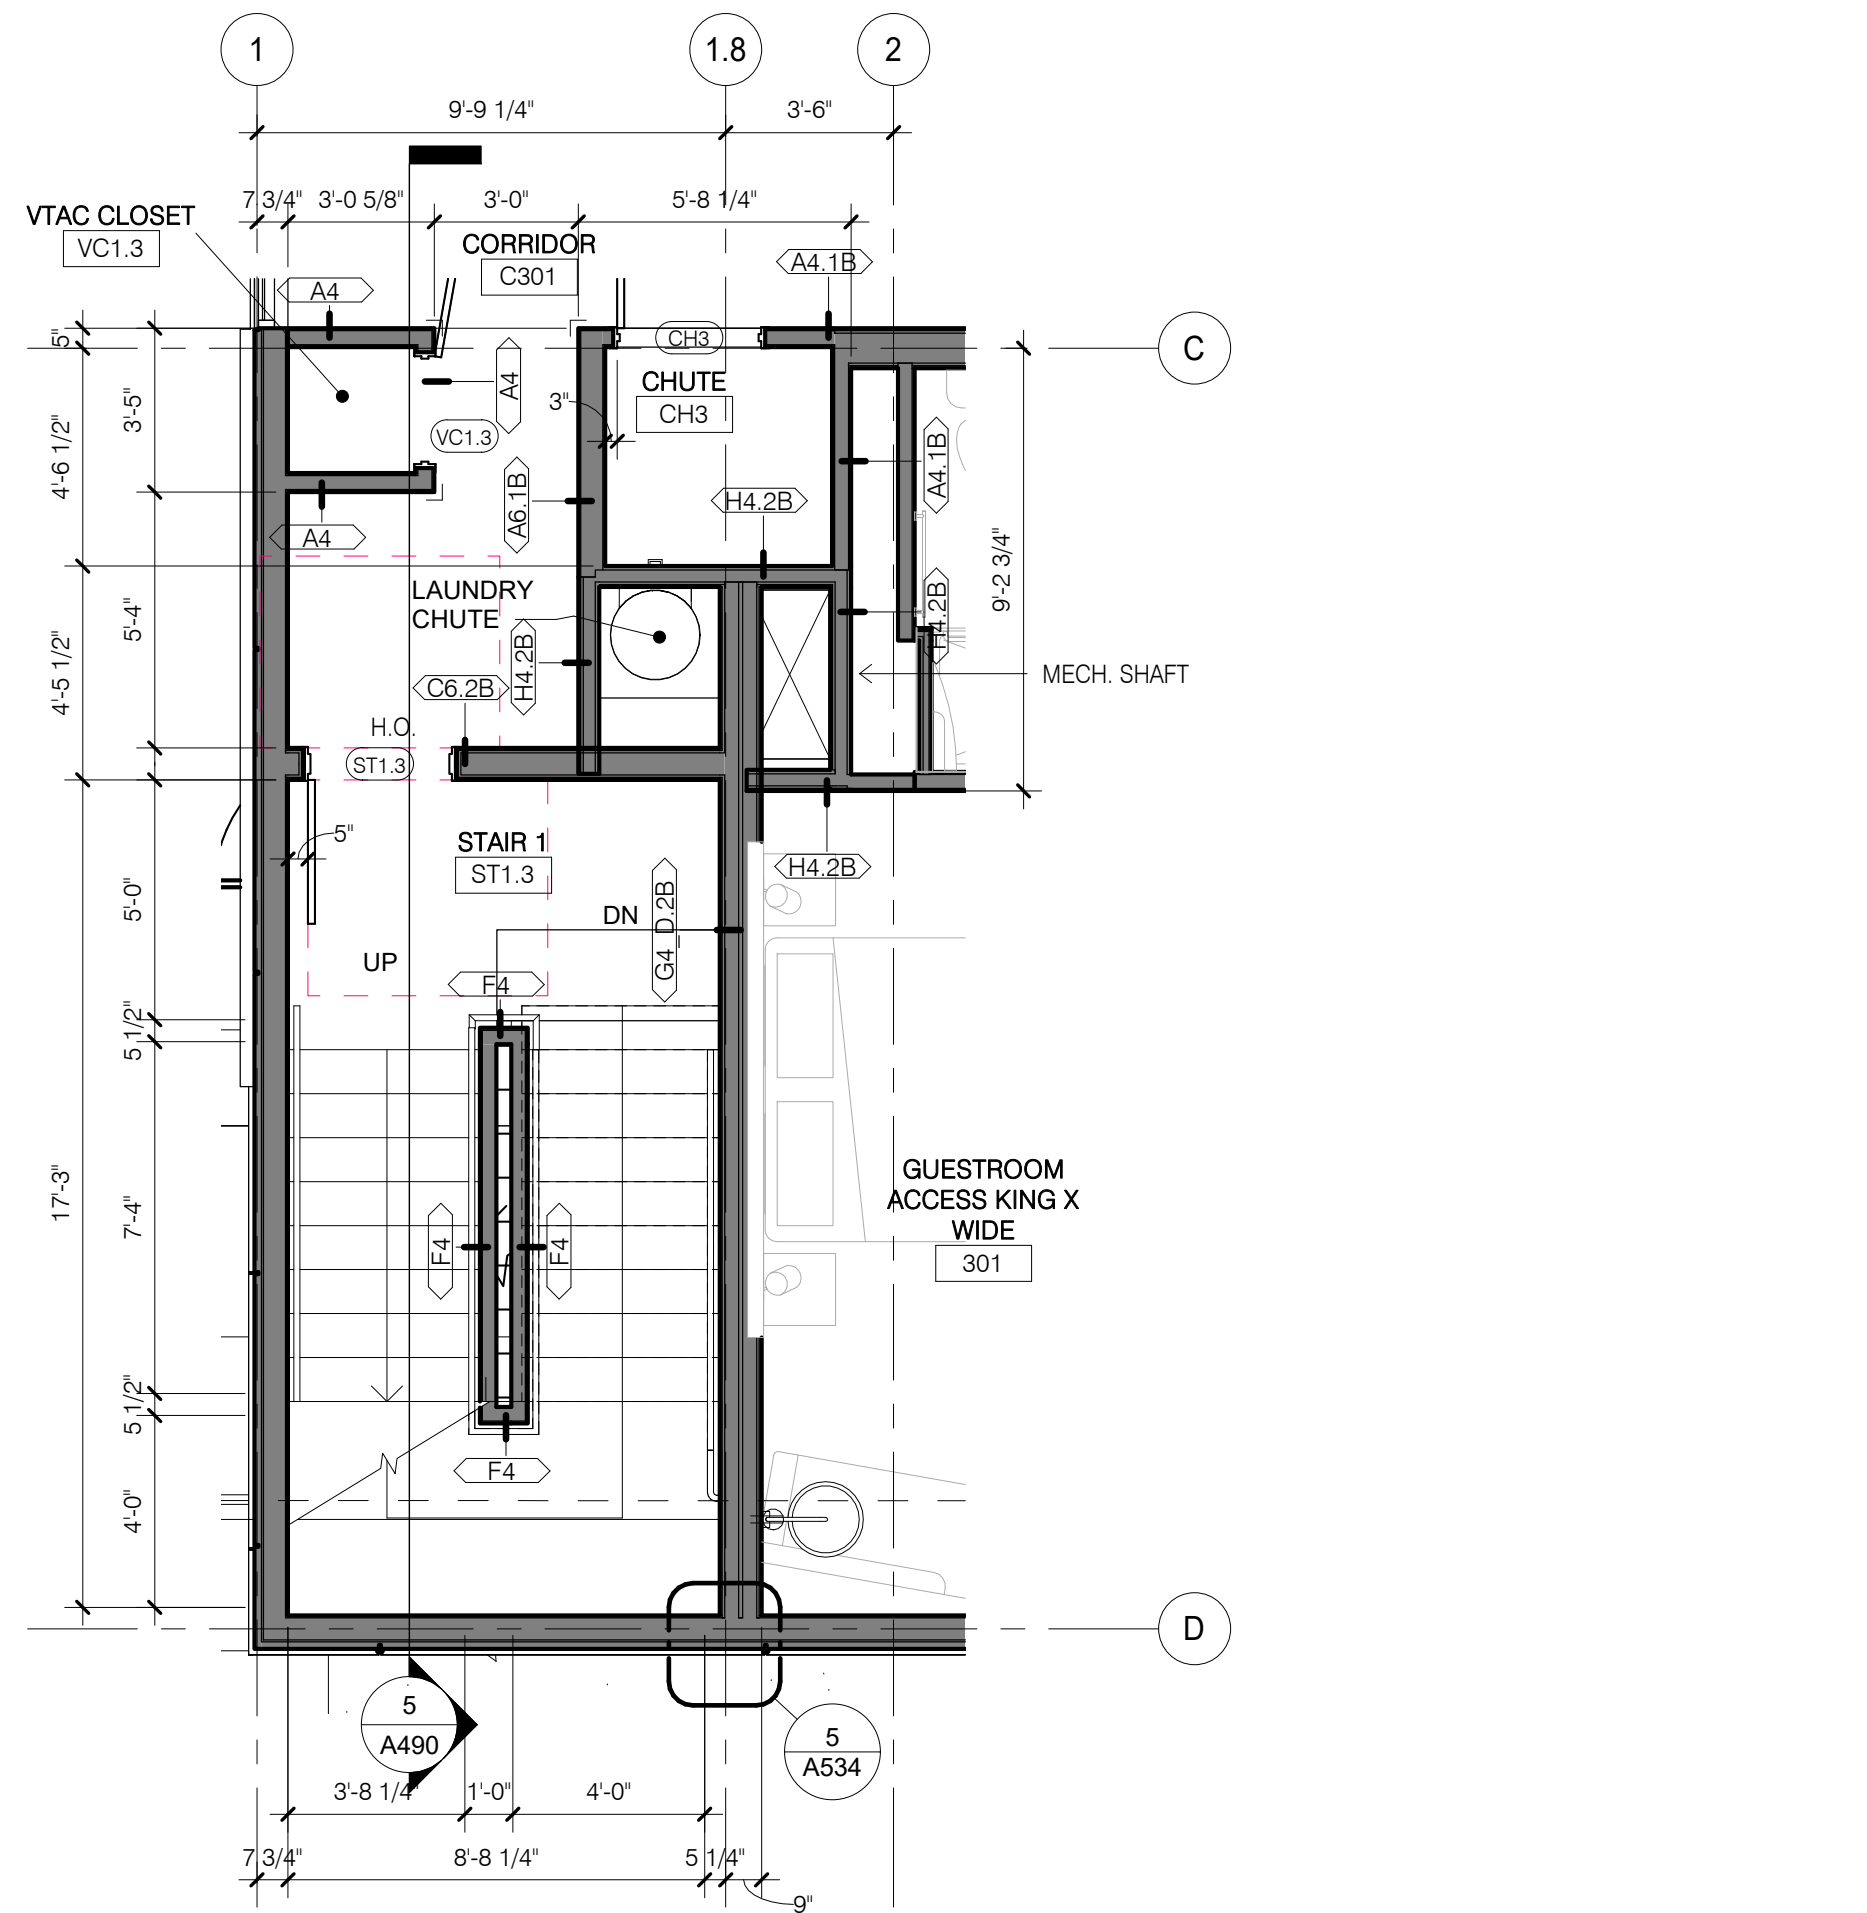 1
1.8
2
9'-9 1/4"
3'-6"
7 3/4"
3'-0 5/8"
3'-0"
5'-8 1/4"
VTAC CLOSET
VC1.3
CORRIDOR
C301
A4
A4.1B
5"
CH3
C
A4
3'-5"
CHUTE
CH3
3"
VC1.3
4'-6 1/2"
A6.1B
H4.2B
A4.1B
A4
9'-2 3/4"
LAUNDRY
CHUTE
5'-4"
H4.2B
H4.2B
4'-5 1/2"
C6.2B
MECH. SHAFT
H.O.
ST1.3
5"
STAIR 1
ST1.3
H4.2B
5'-0"
DN
G4_D.2B
UP
F4
5 1/2"
17'-3"
7'-4"
F4
F4
GUESTROOM
ACCESS KING X
WIDE
301
5 1/2"
F4
4'-0"
D
5
A490
5
A534
3'-8 1/4"
1'-0"
4'-0"
7 3/4"
8'-8 1/4"
5 1/4"
9"